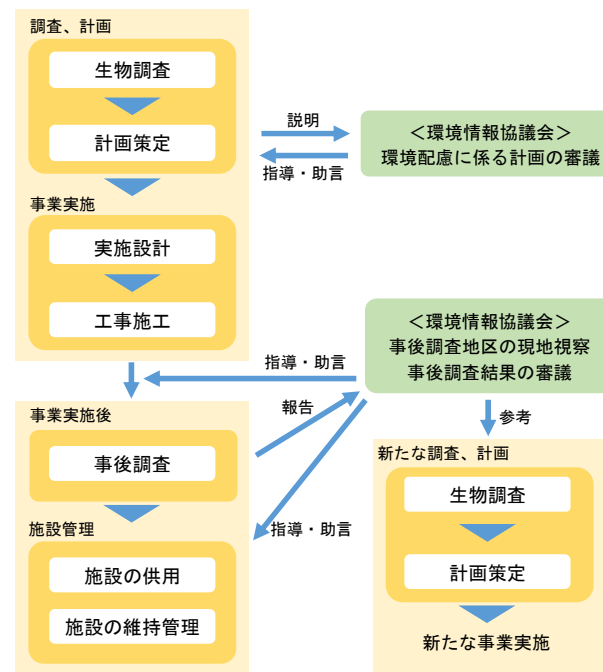 調査、計画
生物調査
計画策定
説明
指導・助言
＜環境情報協議会＞
環境配慮に係る計画の審議
事業実施
実施設計
工事施工
＜環境情報協議会＞
事後調査地区の現地視察
事後調査結果の審議
指導・助言
報告
参考
事業実施後
事後調査
施設管理
指導・助言
施設の供用
施設の維持管理
新たな調査、計画
生物調査
計画策定
新たな事業実施